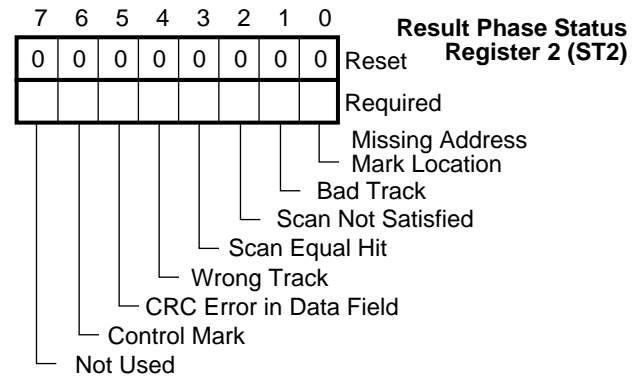 7 6 5 4 3 2 1 0
Result Phase Status
Register 2 (ST2)
0 0 0 0 0 0 0 0 Reset
Required
Missing Address
Mark Location
Bad Track
Scan Not Satisfied
Scan Equal Hit
Wrong Track
CRC Error in Data Field
Control Mark
Not Used